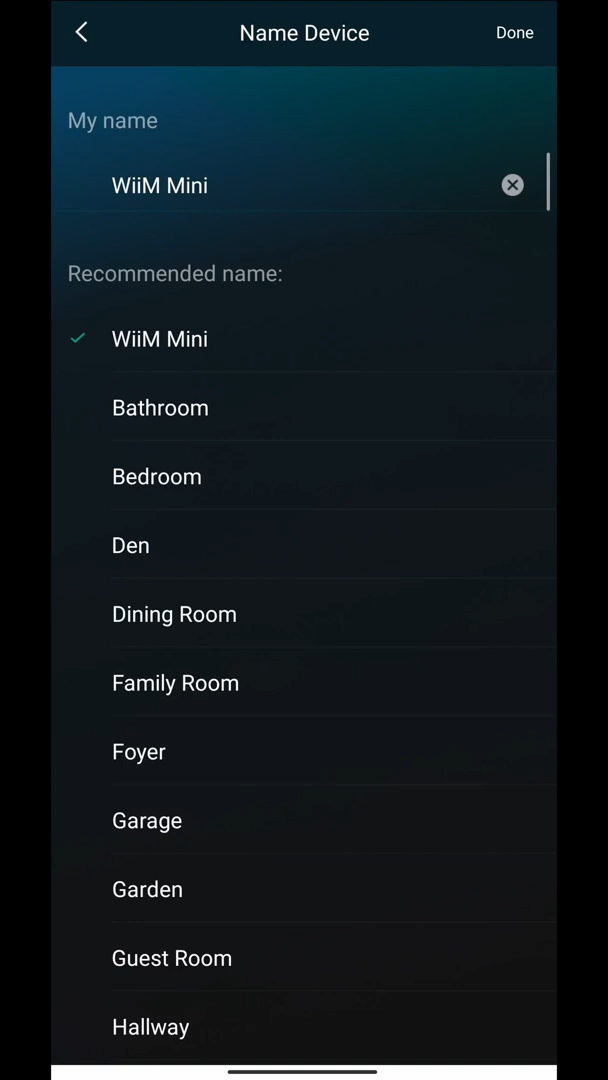 Name Device
Done
My name
WiiM Mini
Recommended name:
WiiM Mini
Bathroom
Bedroom
Den
Dining Room
Family Room
Foyer
Garage
Garden
Guest Room
Hallway